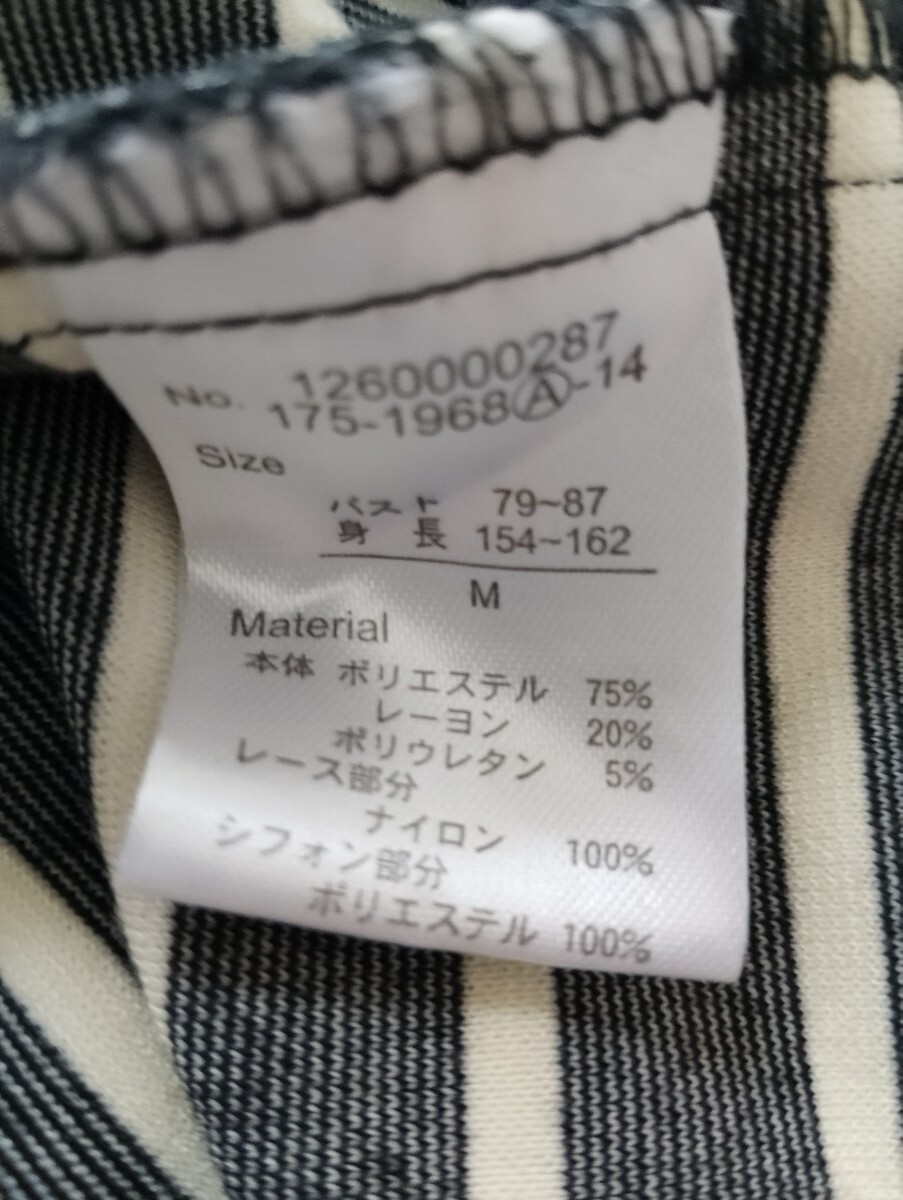 No. 1260000287
175-1968Ⓐ-14
Size
バスト 79~87
身 長 154~162
M
Material
本体 ポリエステル 75%
レーヨン 20%
ポリウレタン 5%
レース部分
ナイロン 100%
シフォン部分
ポリエステル 100%